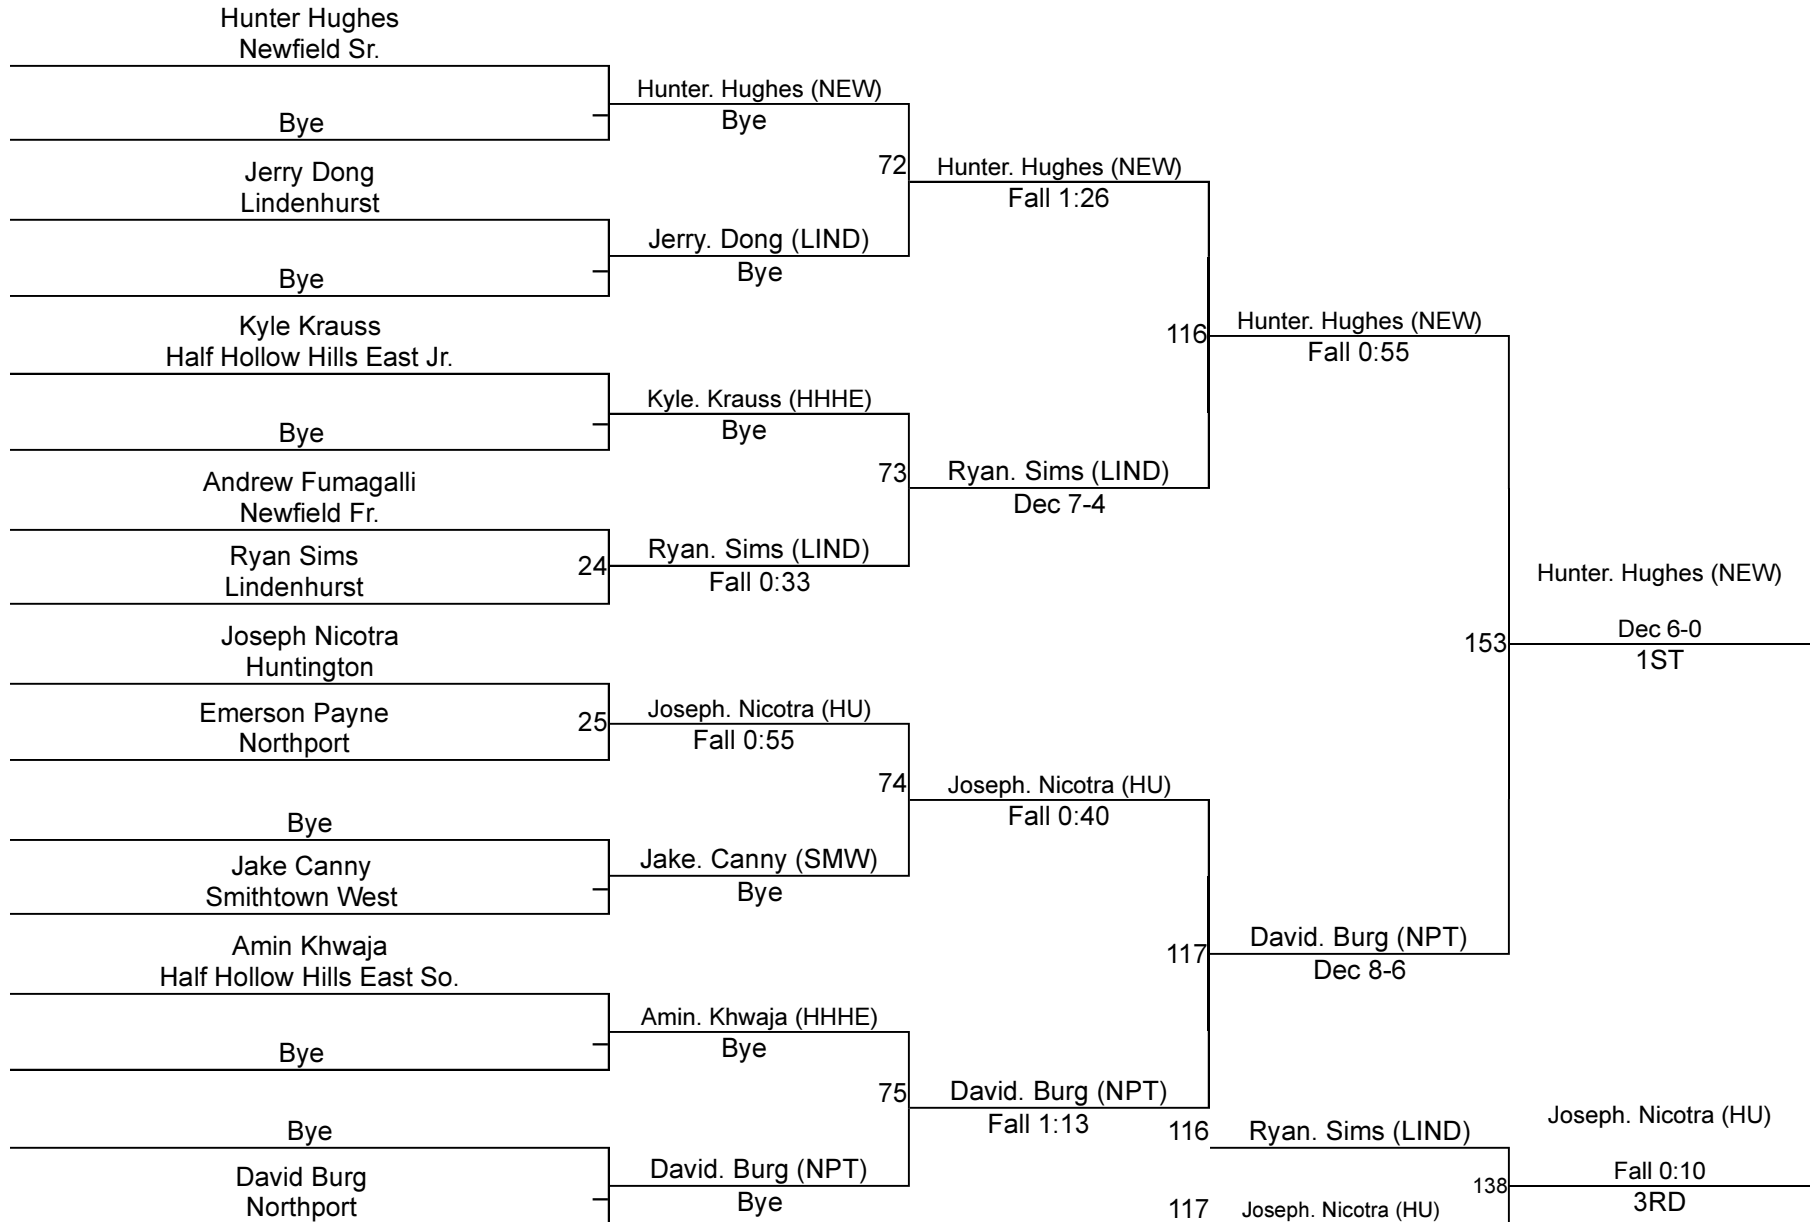 Hunter Hughes
Newfield Sr.
Bye
Jerry Dong
Lindenhurst
Bye
Kyle Krauss
Half Hollow Hills East Jr.
Bye
Andrew Fumagalli
Newfield Fr.
Ryan Sims
Lindenhurst
24
Joseph Nicotra
Huntington
Emerson Payne
Northport
25
Bye
Jake Canny
Smithtown West
Amin Khwaja
Half Hollow Hills East So.
Bye
Bye
David Burg
Northport
Hunter. Hughes (NEW)
Bye
72
Jerry. Dong (LIND)
Bye
Kyle. Krauss (HHHE)
Bye
73
Ryan. Sims (LIND)
Fall 0:33
Joseph. Nicotra (HU)
Fall 0:55
74
Jake. Canny (SMW)
Bye
Amin. Khwaja (HHHE)
Bye
75
David. Burg (NPT)
Bye
Hunter. Hughes (NEW)
Fall 1:26
116
Ryan. Sims (LIND)
Dec 7-4
Joseph. Nicotra (HU)
Fall 0:40
117
David. Burg (NPT)
Fall 1:13
Hunter. Hughes (NEW)
Fall 0:55
153
David. Burg (NPT)
Dec 8-6
Hunter. Hughes (NEW)
Dec 6-0
1ST
116 Ryan. Sims (LIND)
138
117 Joseph. Nicotra (HU)
Joseph. Nicotra (HU)
Fall 0:10
3RD